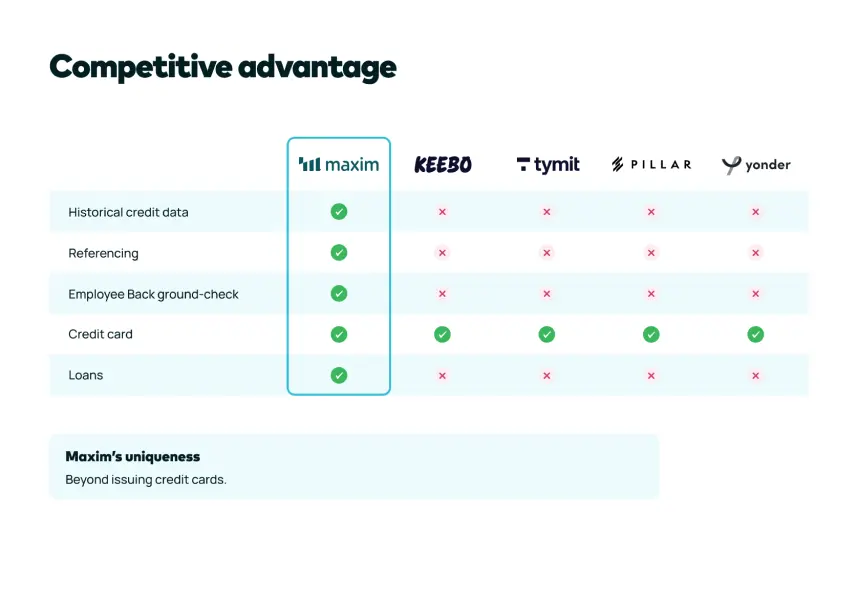 Competitive advantage
maxim KEEBO tymit PILLAR yonder
Historical credit data
Referencing
Employee Back ground-check
Credit card
Loans
Maxim's uniqueness
Beyond issuing credit cards.